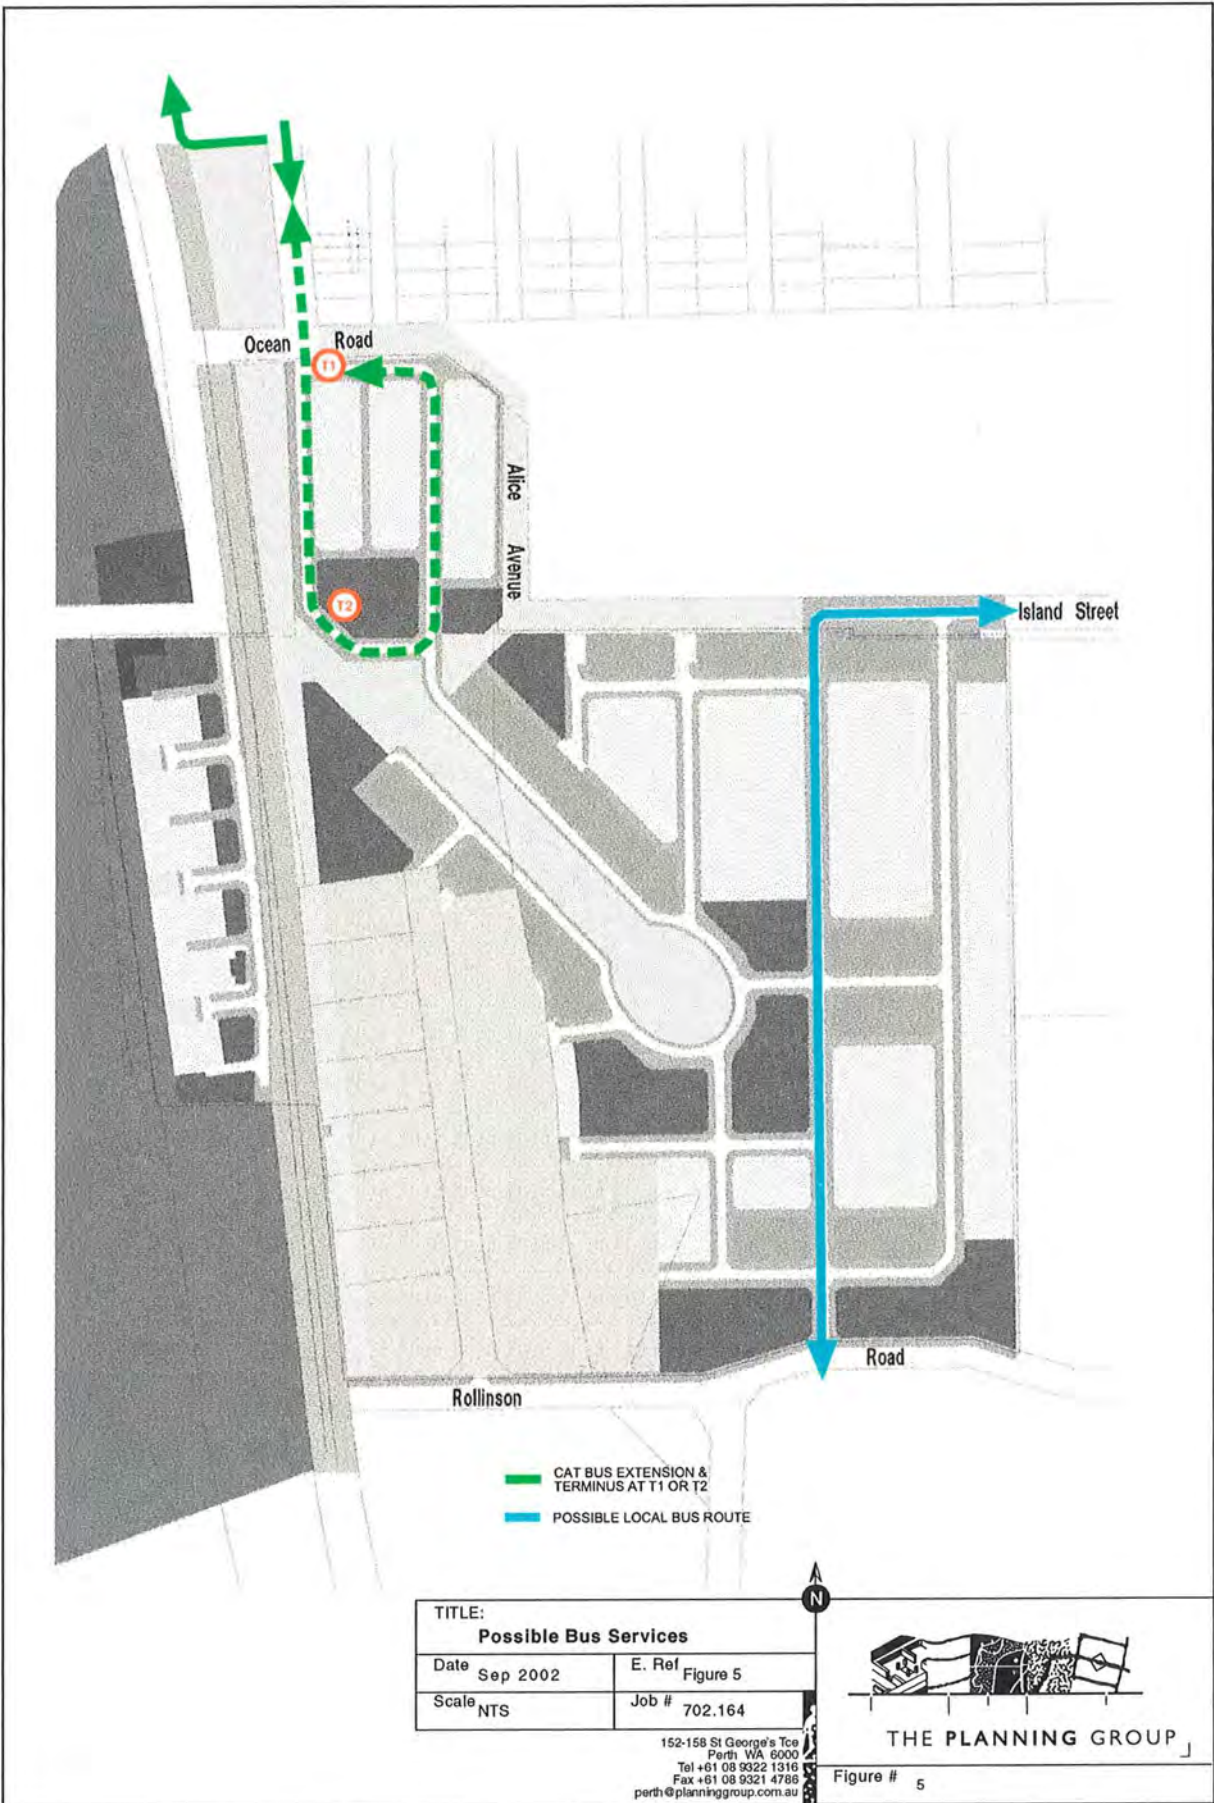 Ocean Road
T1
Alice Avenue
T2
Island Street
Road
Rollinson
CAT BUS EXTENSION &
TERMINUS AT T1 OR T2
POSSIBLE LOCAL BUS ROUTE
N
TITLE:
Possible Bus Services
Date Sep 2002
E. Ref Figure 5
Scale NTS
Job # 702.164
152-158 St George's Tce
Perth WA 6000
Tel +61 08 9322 1316
Fax +61 08 9321 4786
perth@planninggroup.com.au
THE PLANNING GROUP
Figure # 5